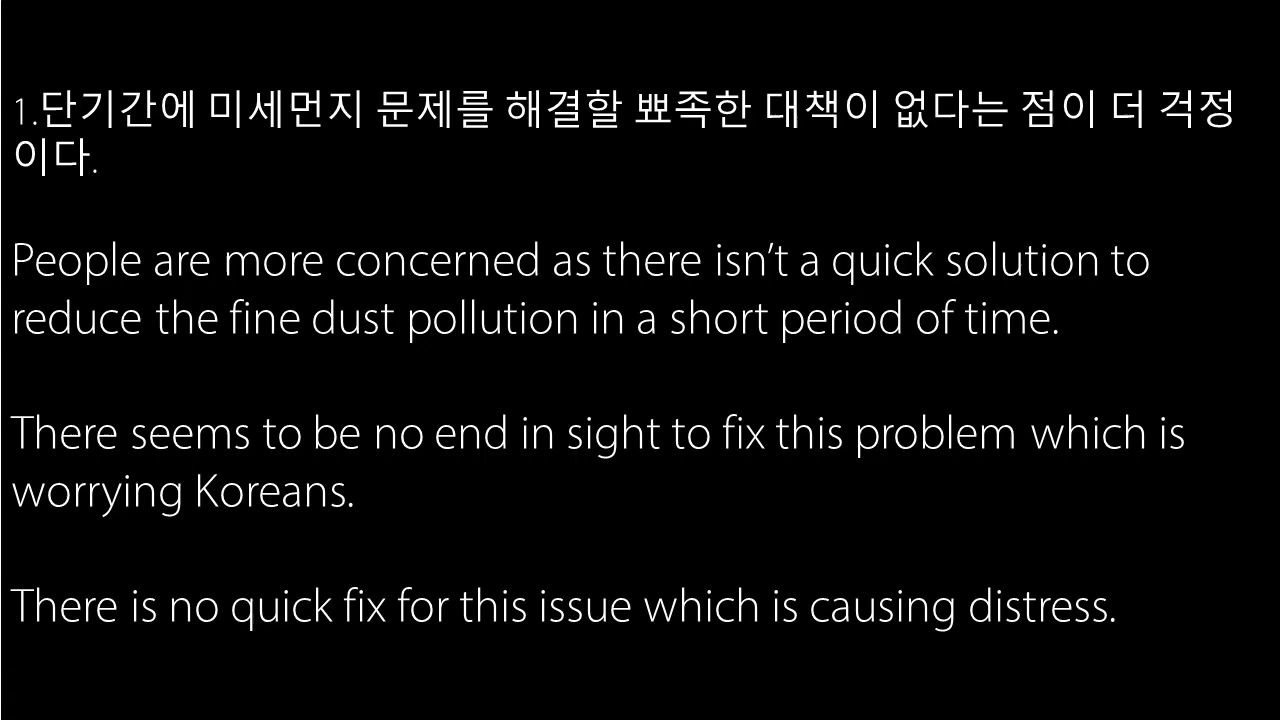 1.단기간에 미세먼지 문제를 해결할 뾰족한 대책이 없다는 점이 더 걱정
이다.
People are more concerned as there isn’t a quick solution to
reduce the fine dust pollution in a short period of time.
There seems to be no end in sight to fix this problem which is
worrying Koreans.
There is no quick fix for this issue which is causing distress.